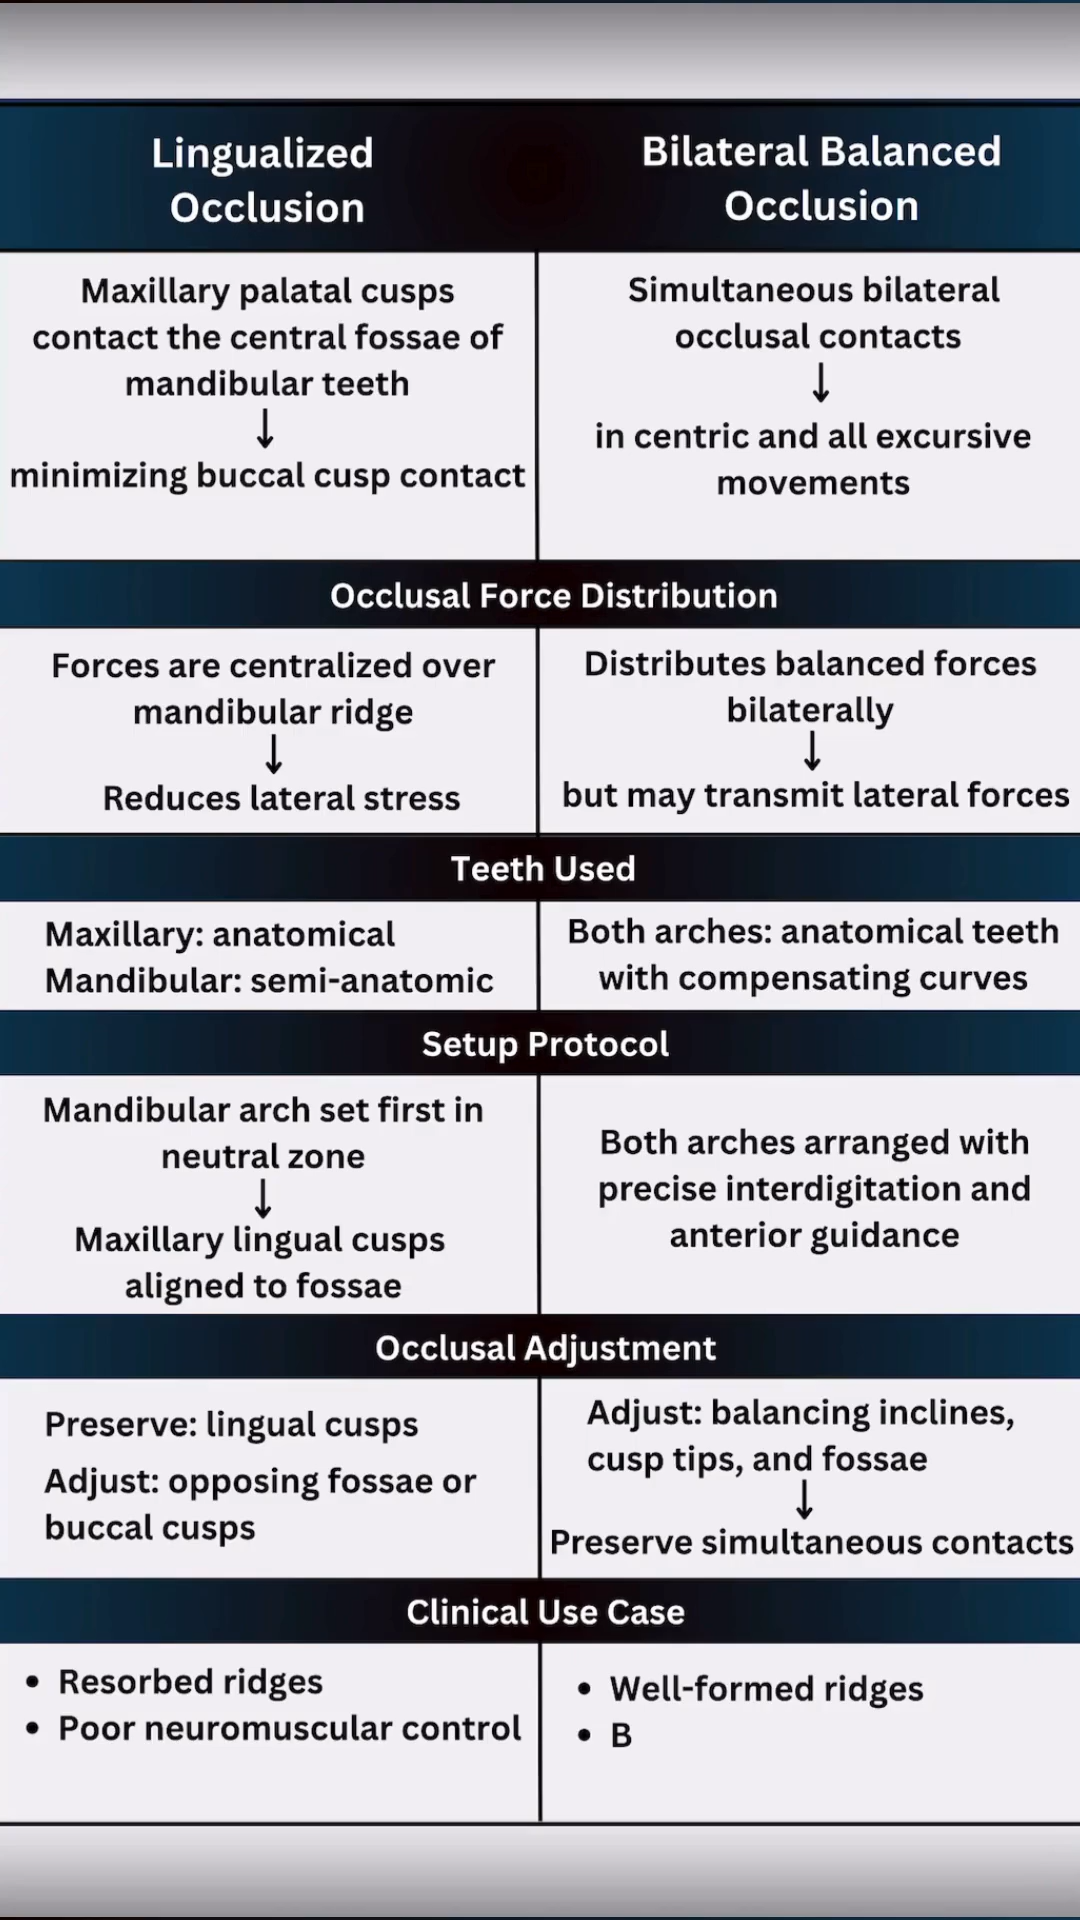 Lingualized
Occlusion
Bilateral Balanced
Occlusion
Maxillary palatal cusps
contact the central fossae of
mandibular teeth
↓
minimizing buccal cusp contact
Simultaneous bilateral
occlusal contacts
↓
in centric and all excursive
movements
Occlusal Force Distribution
Forces are centralized over
mandibular ridge
↓
Reduces lateral stress
Distributes balanced forces
bilaterally
↓
but may transmit lateral forces
Teeth Used
Maxillary: anatomical
Mandibular: semi-anatomic
Both arches: anatomical teeth
with compensating curves
Setup Protocol
Mandibular arch set first in
neutral zone
↓
Maxillary lingual cusps
aligned to fossae
Both arches arranged with
precise interdigitation and
anterior guidance
Occlusal Adjustment
Preserve: lingual cusps
Adjust: opposing fossae or
buccal cusps
Adjust: balancing inclines,
cusp tips, and fossae
↓
Preserve simultaneous contacts
Clinical Use Case
• Resorbed ridges
• Poor neuromuscular control
• Well-formed ridges
• B